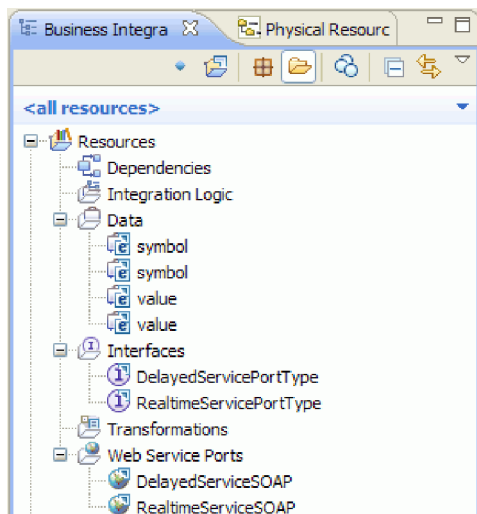 Business Integra Physical Resourc
<all resources>
Resources
Dependencies
Integration Logic
Data
symbol
symbol
value
value
Interfaces
DelayedServicePortType
RealtimeServicePortType
Transformations
Web Service Ports
DelayedServiceSOAP
RealtimeServiceSOAP